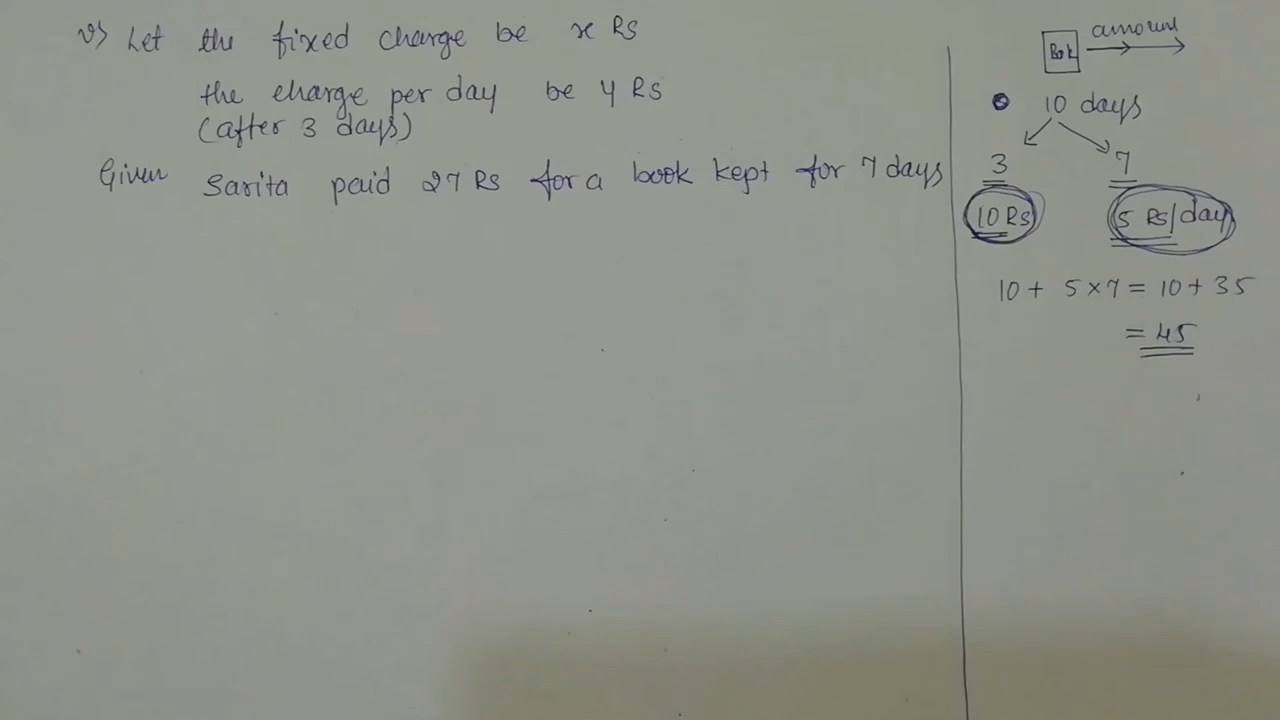 v) Let the fixed charge be x Rs
the charge per day be y Rs
(after 3 days)
Given Sarita paid 27 Rs for a book kept for 7 days
Book amount
10 days
3 7
10 Rs 5 Rs/day
10 + 5 × 7 = 10 + 35
= 45